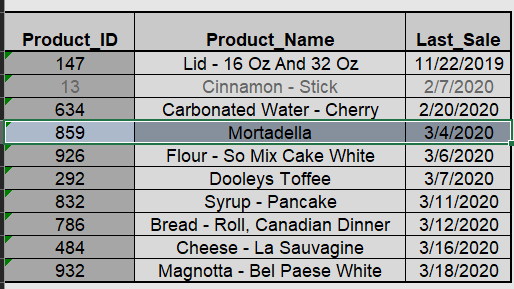 Product_ID Product_Name Last_Sale
147 Lid - 16 Oz And 32 Oz 11/22/2019
13 Cinnamon - Stick 2/7/2020
634 Carbonated Water - Cherry 2/20/2020
859 Mortadella 3/4/2020
926 Flour - So Mix Cake White 3/6/2020
292 Dooleys Toffee 3/7/2020
832 Syrup - Pancake 3/11/2020
786 Bread - Roll, Canadian Dinner 3/12/2020
484 Cheese - La Sauvagine 3/16/2020
932 Magnotta - Bel Paese White 3/18/2020